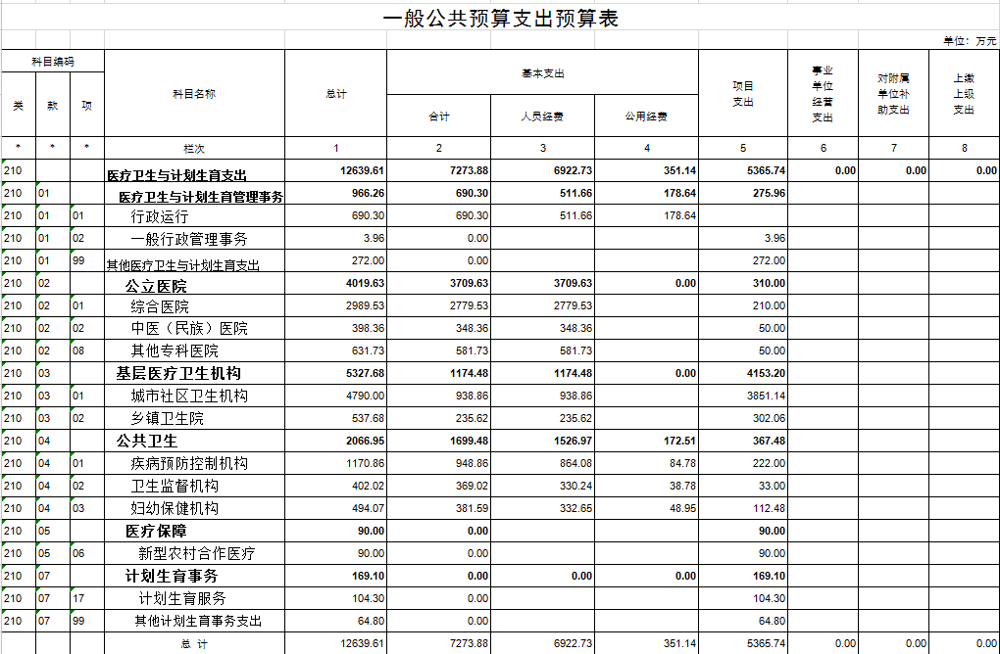 一般公共预算支出预算表
单位：万元
科目编码 科目名称 总计 基本支出 项目支出 事业单位经营支出 对附属单位补助支出 上缴上级支出
类 款 项 合计 人员经费 公用经费
* * * 栏次 1 2 3 4 5 6 7 8
210 医疗卫生与计划生育支出 12639.61 7273.88 6922.73 351.14 5365.74 0.00 0.00 0.00
210 01 医疗卫生与计划生育管理事务 966.26 690.30 511.66 178.64 275.96
210 01 01 行政运行 690.30 690.30 511.66 178.64
210 01 02 一般行政管理事务 3.96 0.00 3.96
210 01 99 其他医疗卫生与计划生育支出 272.00 0.00 272.00
210 02 公立医院 4019.63 3709.63 3709.63 0.00 310.00
210 02 01 综合医院 2989.53 2779.53 2779.53 210.00
210 02 02 中医（民族）医院 398.36 348.36 348.36 50.00
210 02 08 其他专科医院 631.73 581.73 581.73 50.00
210 03 基层医疗卫生机构 5327.68 1174.48 1174.48 0.00 4153.20
210 03 01 城市社区卫生机构 4790.00 938.86 938.86 3851.14
210 03 02 乡镇卫生院 537.68 235.62 235.62 302.06
210 04 公共卫生 2066.95 1699.48 1526.97 172.51 367.48
210 04 01 疾病预防控制机构 1170.86 948.86 864.08 84.78 222.00
210 04 02 卫生监督机构 402.02 369.02 330.24 38.78 33.00
210 04 03 妇幼保健机构 494.07 381.59 332.65 48.95 112.48
210 05 医疗保障 90.00 0.00 90.00
210 05 06 新型农村合作医疗 90.00 0.00 90.00
210 07 计划生育事务 169.10 0.00 0.00 0.00 169.10
210 07 17 计划生育服务 104.30 0.00 104.30
210 07 99 其他计划生育事务支出 64.80 0.00 64.80
总 计 12639.61 7273.88 6922.73 351.14 5365.74 0.00 0.00 0.00